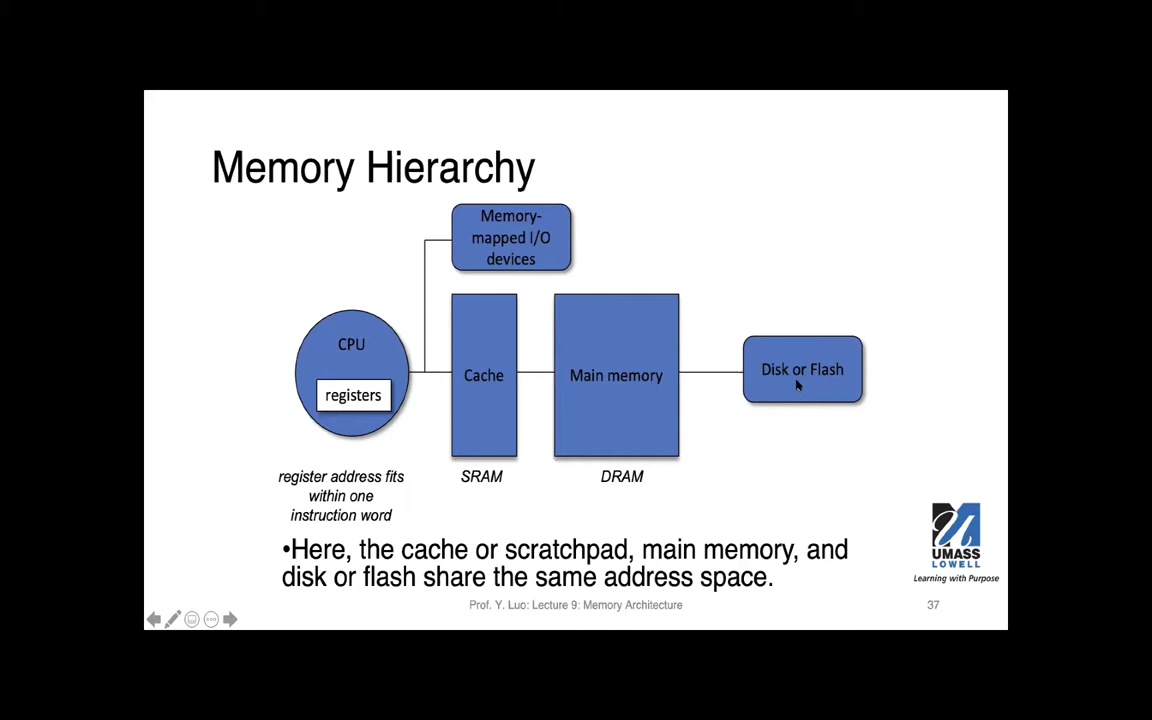 Memory Hierarchy
Memory-
mapped I/O
devices
CPU
registers
Cache
Main memory
Disk or Flash
register address fits
within one
instruction word
SRAM
DRAM
•Here, the cache or scratchpad, main memory, and
disk or flash share the same address space.
UMASS
LOWELL
Learning with Purpose
Prof. Y. Luo: Lecture 9: Memory Architecture
37